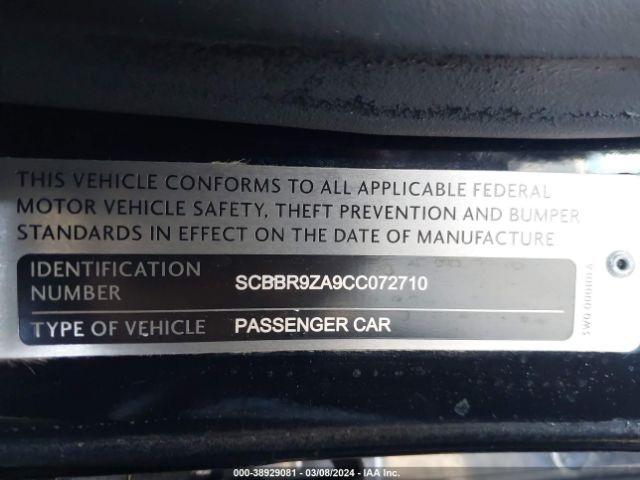 THIS VEHICLE CONFORMS TO ALL APPLICABLE FEDERAL
MOTOR VEHICLE SAFETY, THEFT PREVENTION AND BUMPER
STANDARDS IN EFFECT ON THE DATE OF MANUFACTURE
IDENTIFICATION
NUMBER
SCBBR9ZA9CC072710
TYPE OF VEHICLE
PASSENGER CAR
000-38929081 - 03/08/2024 - IAA Inc.